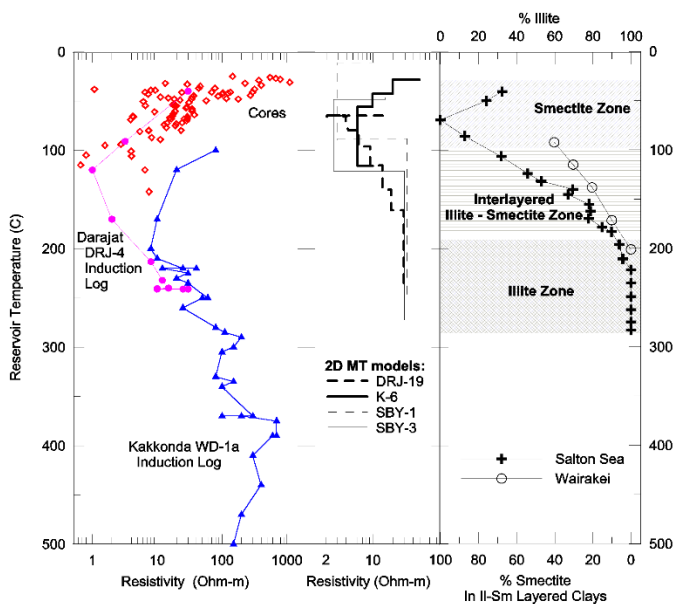 % Illite
0 20 40 60 80 100
0
100
200
300
400
500
Reservoir Temperature (C)
Cores
Darajat
DRJ-4
Induction
Log
Kakkonda WD-1a
Induction Log
1 10 100 1000
Resistivity (Ohm-m)
2D MT models:
DRJ-19
K-6
SBY-1
SBY-3
2 10
Resistivity (Ohm-m)
Smectite Zone
Interlayered
Illite - Smectite Zone
Illite Zone
Salton Sea
Wairakei
0
100
200
300
400
500
80 60 40 20 0
% Smectite
In Il-Sm Layered Clays